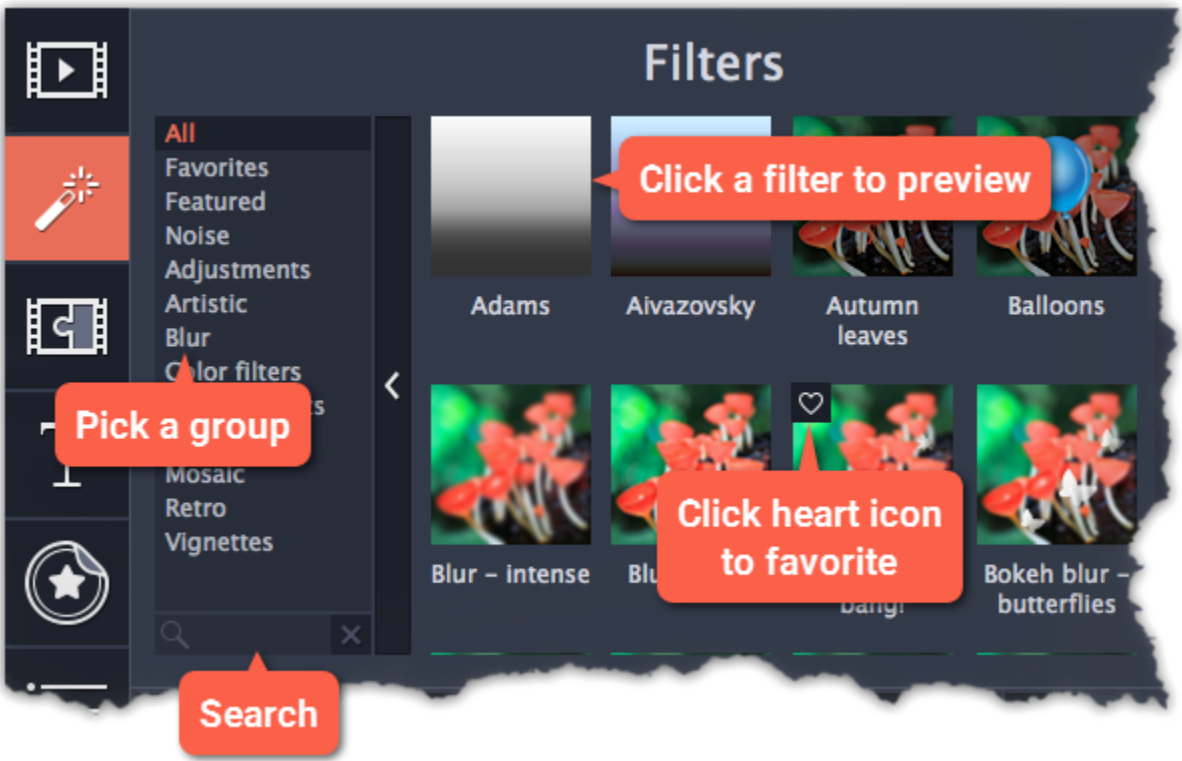 Filters
All
Favorites
Featured
Noise
Adjustments
Artistic
Blur
Color filters
Pick a group
Mosaic
Retro
Vignettes
Search
Click a filter to preview
Adams
Aivazovsky
Autumn
leaves
Balloons
Click heart icon
to favorite
Blur – intense
bang!
Bokeh blur –
butterflies